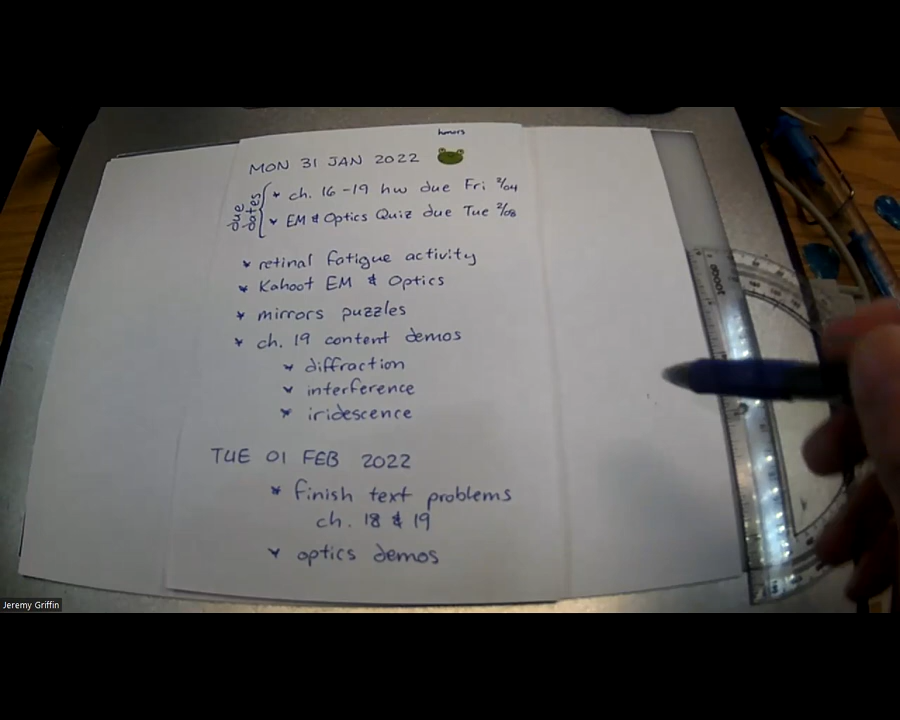 honors
MON 31 JAN 2022
due dates
* ch. 16-19 hw due Fri 2/04
* EM & Optics Quiz due Tue 2/08
* retinal fatigue activity
* Kahoot EM & Optics
* mirrors puzzles
* ch. 19 content demos
* diffraction
* interference
* iridescence
TUE 01 FEB 2022
* finish text problems
ch. 18 & 19
* optics demos
Jeremy Griffin